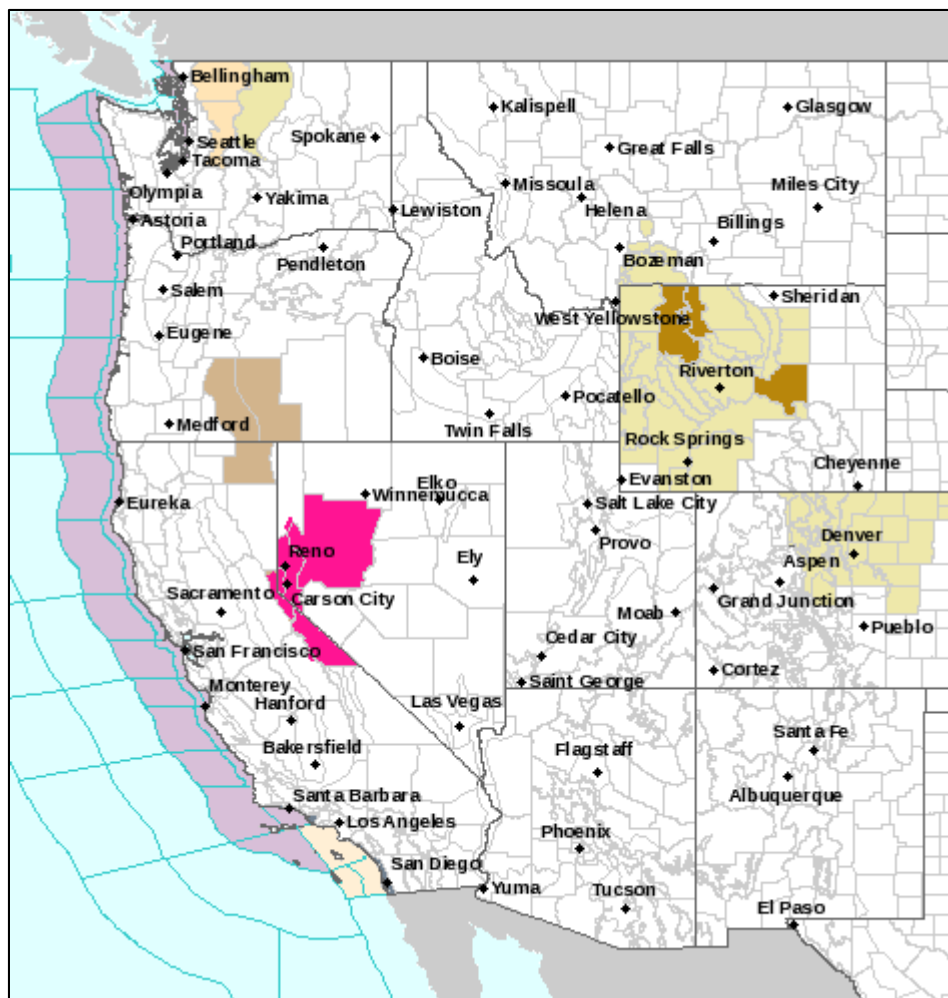 Bellingham
Kalispell
Glasgow
Seattle
Spokane
Great Falls
Tacoma
Olympia
Missoula
Miles City
Yakima
Helena
Lewiston
Astoria
Billings
Portland
Bozeman
Pendleton
Salem
Sheridan
West Yellowstone
Eugene
Boise
Riverton
Pocatello
Medford
Twin Falls
Rock Springs
Cheyenne
Evanston
Elko
Winnemucca
Eureka
Salt Lake City
Provo
Denver
Reno
Ely
Aspen
Sacramento
Carson City
Grand Junction
Moab
Pueblo
Cedar City
San Francisco
Cortez
Saint George
Monterey
Hanford
Las Vegas
Bakersfield
Flagstaff
Santa Fe
Albuquerque
Santa Barbara
Los Angeles
Phoenix
San Diego
Yuma
Tucson
El Paso